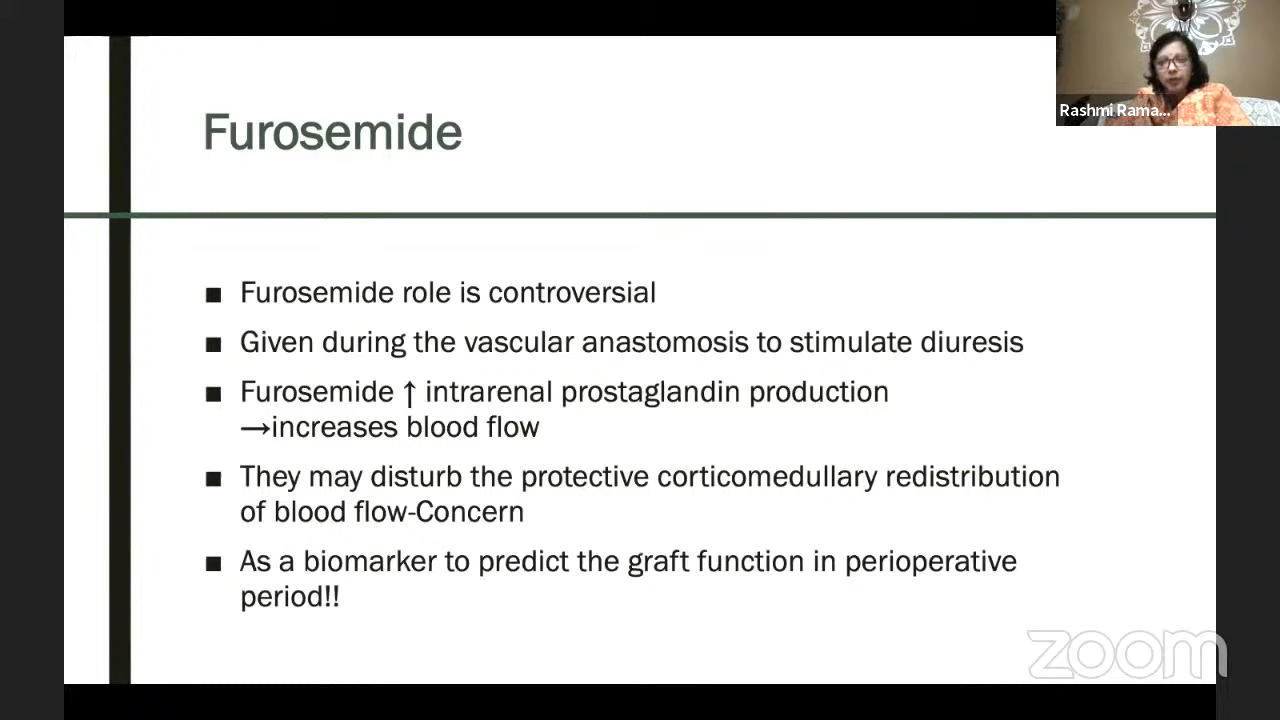 Rashmi Rama...
Furosemide
■ Furosemide role is controversial
■ Given during the vascular anastomosis to stimulate diuresis
■ Furosemide ↑ intrarenal prostaglandin production
→increases blood flow
■ They may disturb the protective corticomedullary redistribution
of blood flow-Concern
■ As a biomarker to predict the graft function in perioperative
period!!
zoom